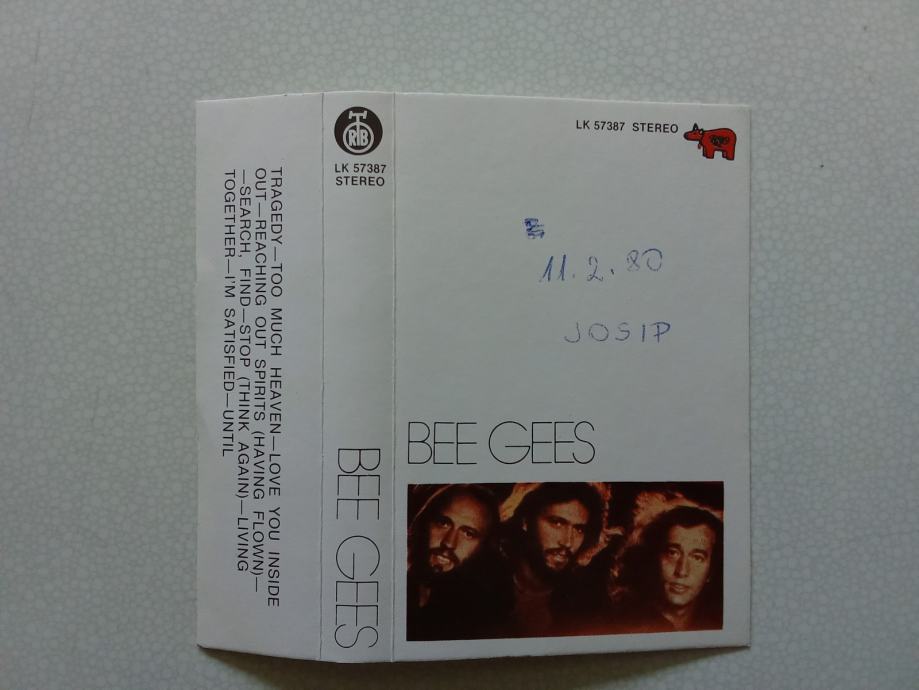 TRAGEDY—TOO MUCH HEAVEN—LOVE YOU INSIDE
OUT—REACHING OUT SPIRITS (HAVING FLOWN)—
—SEARCH, FIND—STOP (THINK AGAIN)—LIVING
TOGETHER—I'M SATISFIED—UNTIL
RTB
LK 57387
STEREO
BEE GEES
LK 57387 STEREO
11.2.80
JOSIP
BEE GEES